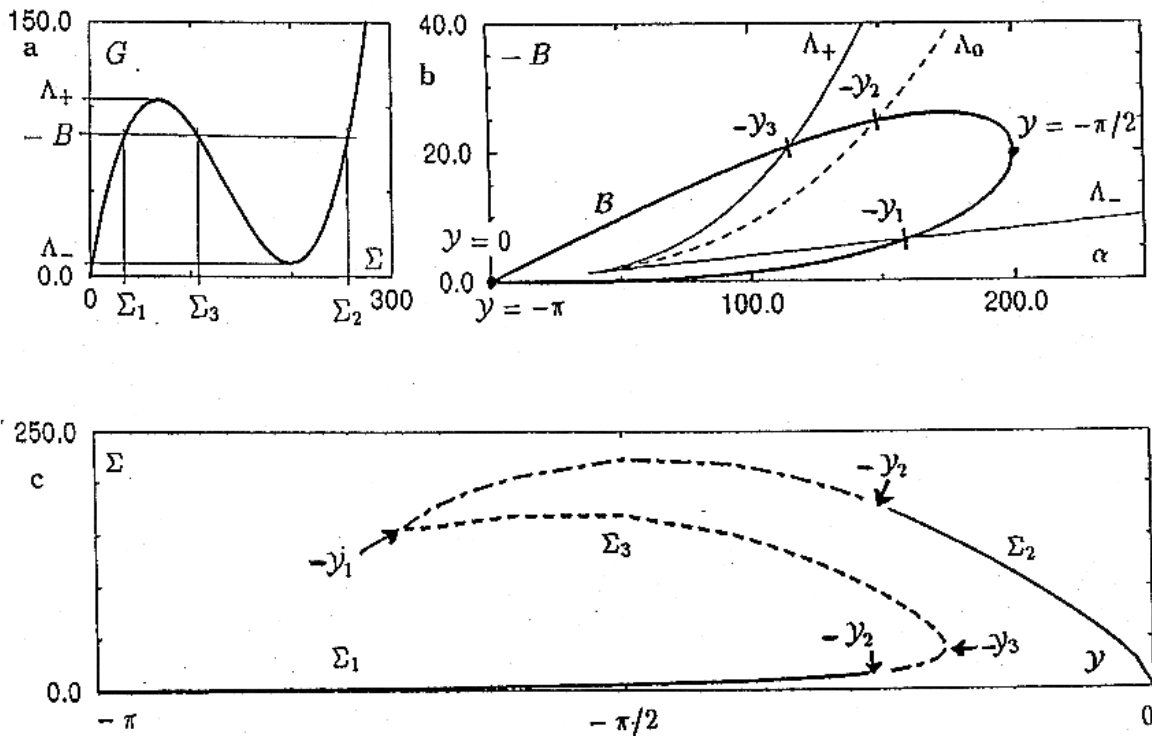 150.0
a
G
Λ₊
− B
Λ₋
0.0
Σ
0
Σ₁
Σ₃
Σ₂
300
40.0
b
− B
Λ₊
Λ₀
−𝒴₂
−𝒴₃
𝒴 = −π/2
20.0
ℬ
−𝒴₁
Λ₋
𝒴 = 0
α
0.0
𝒴 = −π
100.0
200.0
250.0
Σ
c
− 𝒴₂
Σ₃
Σ₂
−𝒴₁
− 𝒴₂
−𝒴₃
Σ₁
𝒴
0.0
− π
− π/2
0